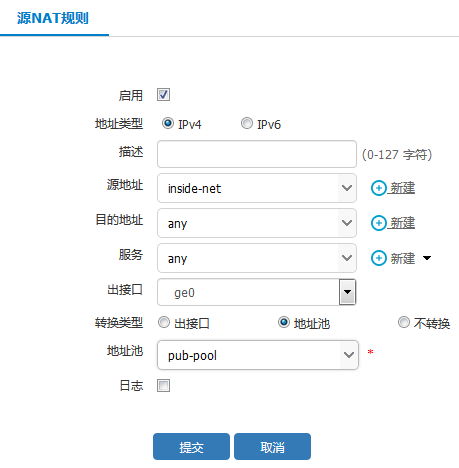 源NAT规则
启用
地址类型 IPv4 IPv6
描述 (0-127 字符)
源地址 inside-net 新建
目的地址 any 新建
服务 any 新建
出接口 ge0
转换类型 出接口 地址池 不转换
地址池 pub-pool *
日志
提交 取消